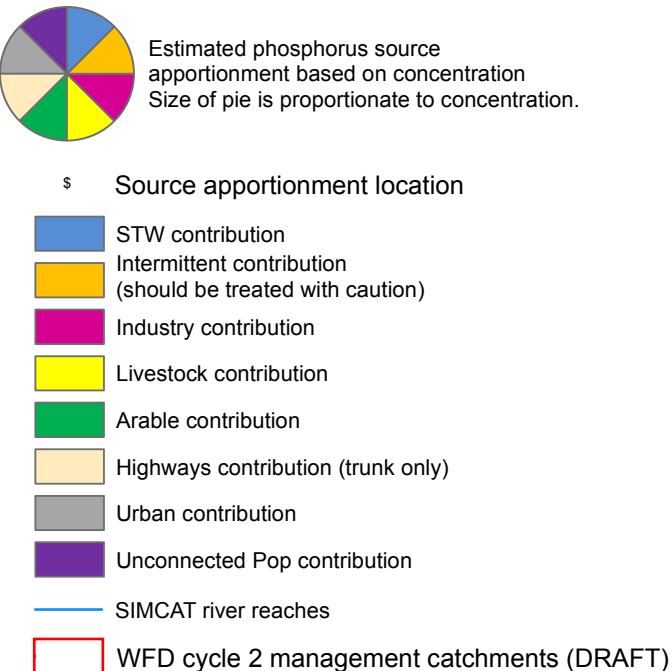 Estimated phosphorus source
apportionment based on concentration
Size of pie is proportionate to concentration.
$ Source apportionment location
STW contribution
Intermittent contribution
(should be treated with caution)
Industry contribution
Livestock contribution
Arable contribution
Highways contribution (trunk only)
Urban contribution
Unconnected Pop contribution
SIMCAT river reaches
WFD cycle 2 management catchments (DRAFT)